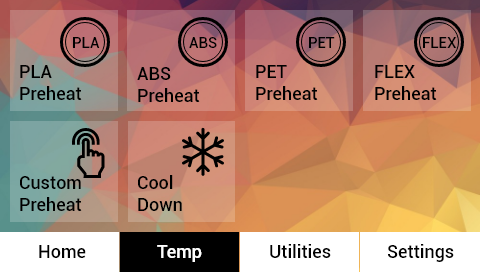 PLA
PLA
Preheat
ABS
ABS
Preheat
PET
PET
Preheat
FLEX
FLEX
Preheat
Custom
Preheat
Cool
Down
Home
Temp
Utilities
Settings